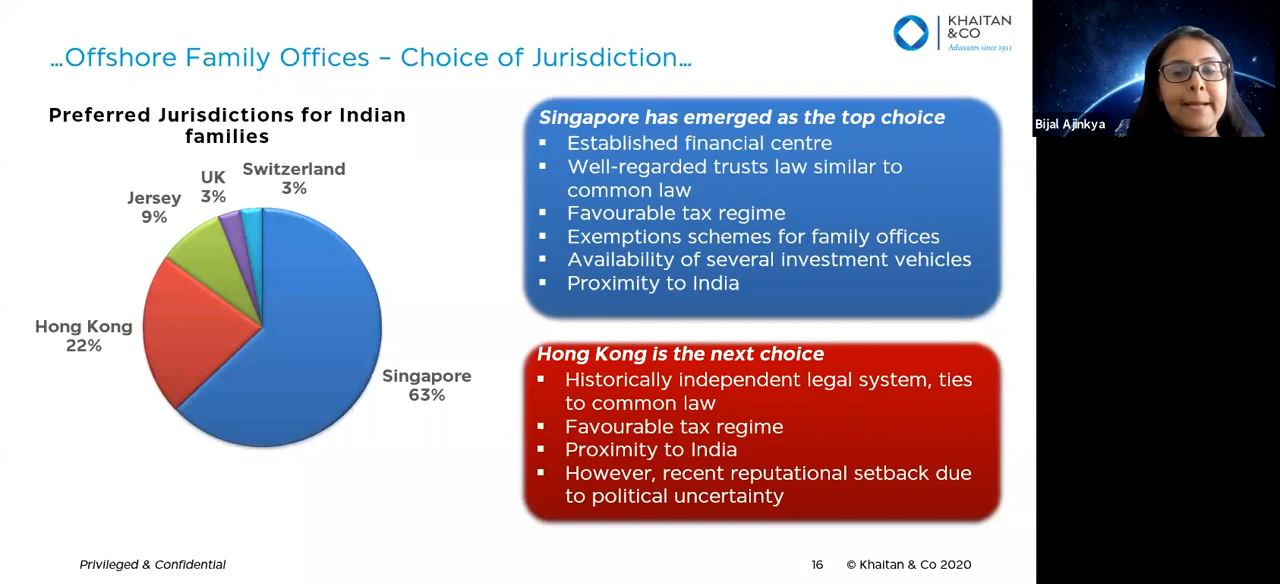 KHAITAN
&CO
Advocates since 1911
…Offshore Family Offices – Choice of Jurisdiction…
Preferred Jurisdictions for Indian
families
Switzerland
3%
UK
3%
Jersey
9%
Hong Kong
22%
Singapore
63%
Singapore has emerged as the top choice
▪ Established financial centre
▪ Well-regarded trusts law similar to
common law
▪ Favourable tax regime
▪ Exemptions schemes for family offices
▪ Availability of several investment vehicles
▪ Proximity to India
Hong Kong is the next choice
▪ Historically independent legal system, ties
to common law
▪ Favourable tax regime
▪ Proximity to India
▪ However, recent reputational setback due
to political uncertainty
Privileged & Confidential
16
© Khaitan & Co 2020
Bijal Ajinkya